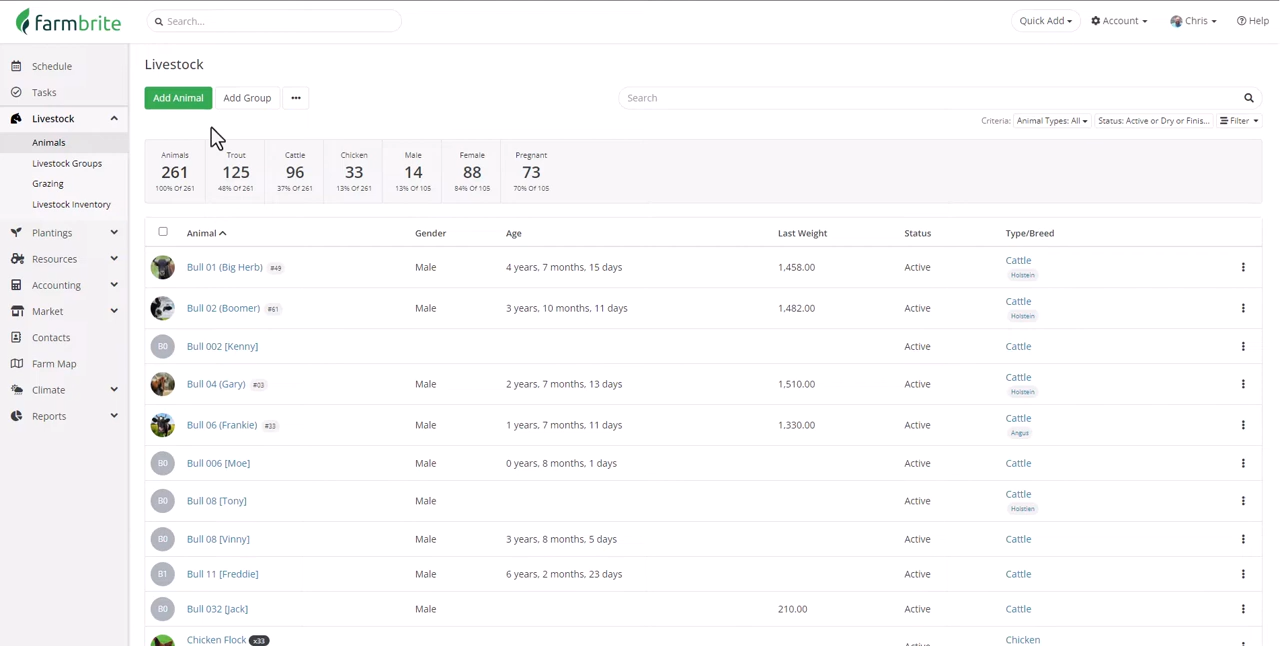 farmbrite
Search...
Quick Add
Account
Chris
Help
Schedule
Tasks
Livestock
Animals
Livestock Groups
Grazing
Livestock Inventory
Plantings
Resources
Accounting
Market
Contacts
Farm Map
Climate
Reports
Livestock
Add Animal
Add Group
Search
Criteria: Animal Types: All Status: Active or Dry or Finis... Filter
Animals Trout Cattle Chicken Male Female Pregnant
261 125 96 33 14 88 73
100% Of 261 48% Of 261 37% Of 261 13% Of 261 13% Of 105 84% Of 105 70% Of 105
Animal Gender Age Last Weight Status Type/Breed
Bull 01 (Big Herb) #49 Male 4 years, 7 months, 15 days 1,458.00 Active Cattle
Holstein
Bull 02 (Boomer) #61 Male 3 years, 10 months, 11 days 1,482.00 Active Cattle
Holstein
B0 Bull 002 [Kenny] Active Cattle
Bull 04 (Gary) #03 Male 2 years, 7 months, 13 days 1,510.00 Active Cattle
Holstein
Bull 06 (Frankie) #33 Male 1 years, 7 months, 11 days 1,330.00 Active Cattle
Angus
B0 Bull 006 [Moe] Male 0 years, 8 months, 1 days Active Cattle
B0 Bull 08 [Tony] Male Active Cattle
Holstien
B0 Bull 08 [Vinny] Male 3 years, 8 months, 5 days Active Cattle
B1 Bull 11 [Freddie] Male 6 years, 2 months, 23 days Active Cattle
B0 Bull 032 [Jack] Male 210.00 Active Cattle
Chicken Flock x33 Active Chicken